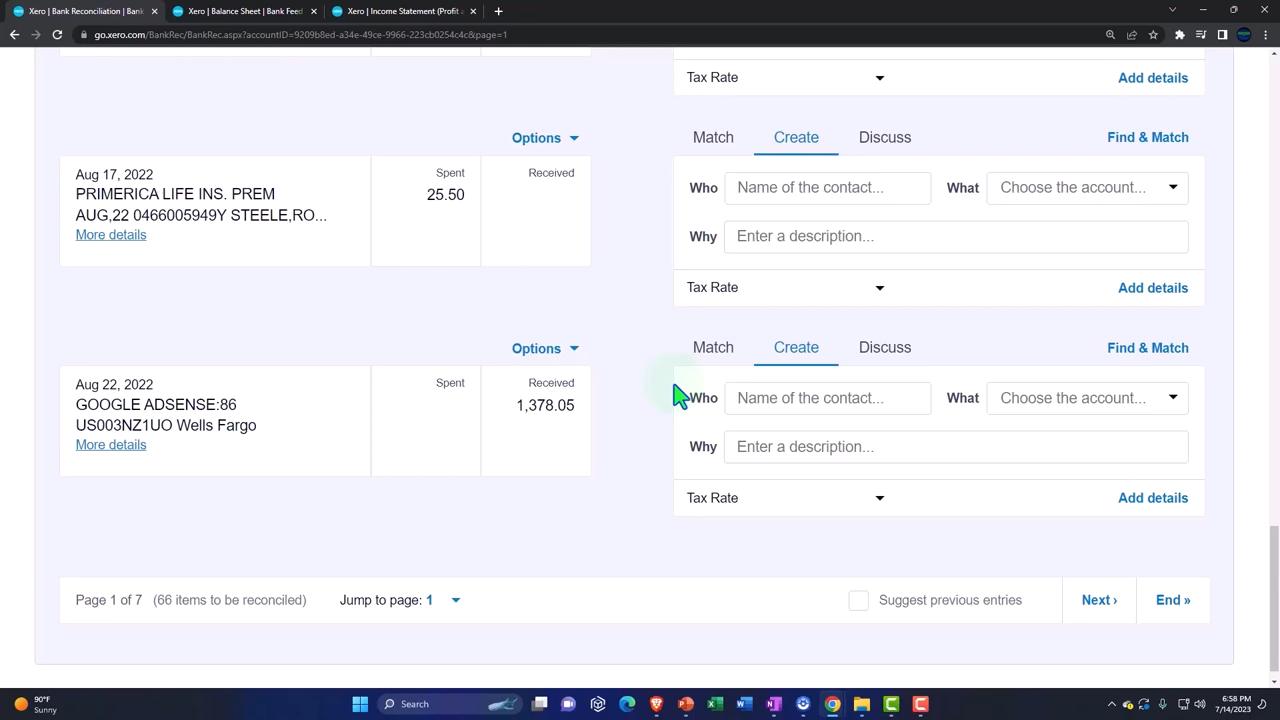 Xero | Bank Reconciliation | Bank
Xero | Balance Sheet | Bank Feed
Xero | Income Statement (Profit a
go.xero.com/BankRec/BankRec.aspx?accountID=9209b8ed-a34e-49ce-9966-223cb0254c4c&page=1
Tax Rate
Add details
Options
Match
Create
Discuss
Find & Match
Aug 17, 2022
Spent
Received
PRIMERICA LIFE INS. PREM
25.50
AUG,22 0466005949Y STEELE,RO...
More details
Who
Name of the contact...
What
Choose the account...
Why
Enter a description...
Tax Rate
Add details
Options
Match
Create
Discuss
Find & Match
Aug 22, 2022
Spent
Received
GOOGLE ADSENSE:86
1,378.05
US003NZ1UO Wells Fargo
More details
Who
Name of the contact...
What
Choose the account...
Why
Enter a description...
Tax Rate
Add details
Page 1 of 7 (66 items to be reconciled)
Jump to page: 1
Suggest previous entries
Next ›
End »
90°F
Sunny
Search
6:58 PM
7/14/2023